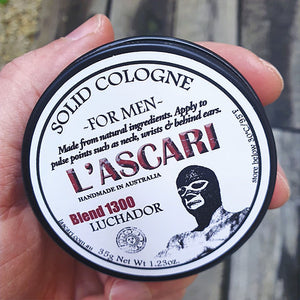 SOLID COLOGNE
-FOR MEN-
Made from natural ingredients. Apply to
pulse points such as neck, wrists & behind ears.
L'ASCARI
HANDMADE IN AUSTRALIA
Blend 1300
LUCHADOR
35g Net Wt 1.23oz.